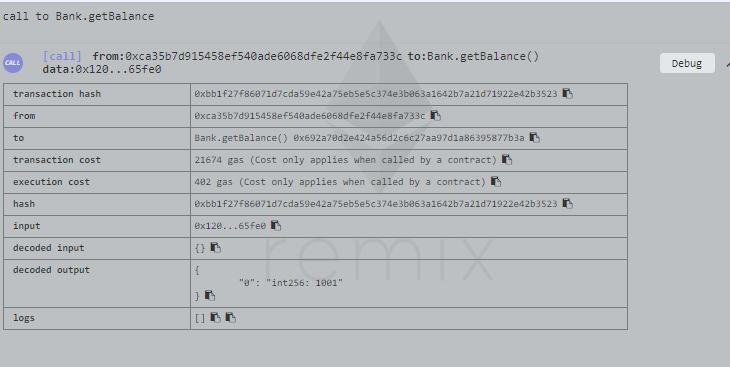 call to Bank.getBalance
CALL
[call] from:0xca35b7d915458ef540ade6068dfe2f44e8fa733c to:Bank.getBalance()
data:0x120...65fe0
Debug
transaction hash 0xbb1f27f86071d7cda59e42a75eb5e5c374e3b063a1642b7a21d71922e42b3523
from 0xca35b7d915458ef540ade6068dfe2f44e8fa733c
to Bank.getBalance() 0x692a70d2e424a56d2c6c27aa97d1a86395877b3a
transaction cost 21674 gas (Cost only applies when called by a contract)
execution cost 402 gas (Cost only applies when called by a contract)
hash 0xbb1f27f86071d7cda59e42a75eb5e5c374e3b063a1642b7a21d71922e42b3523
input 0x120...65fe0
decoded input {}
decoded output {
"0": "int256: 1001"
}
logs []
remix